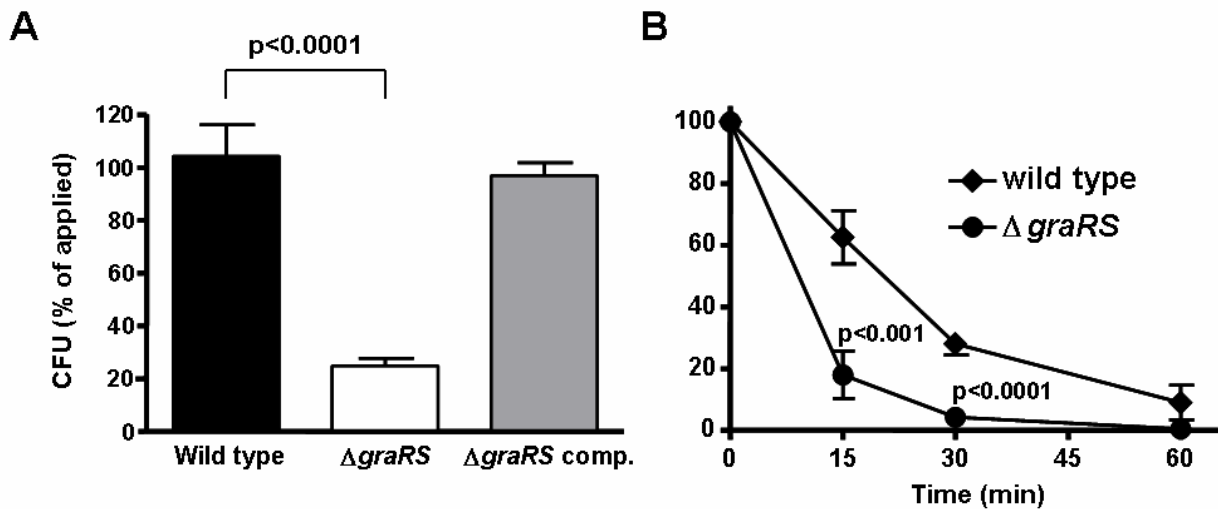 A
p<0.0001
CFU (% of applied)
120
100
80
60
40
20
0
Wild type
ΔgraRS
ΔgraRS comp.
B
100
80
60
40
20
0
wild type
Δ graRS
p<0.001
p<0.0001
0
15
30
45
60
Time (min)